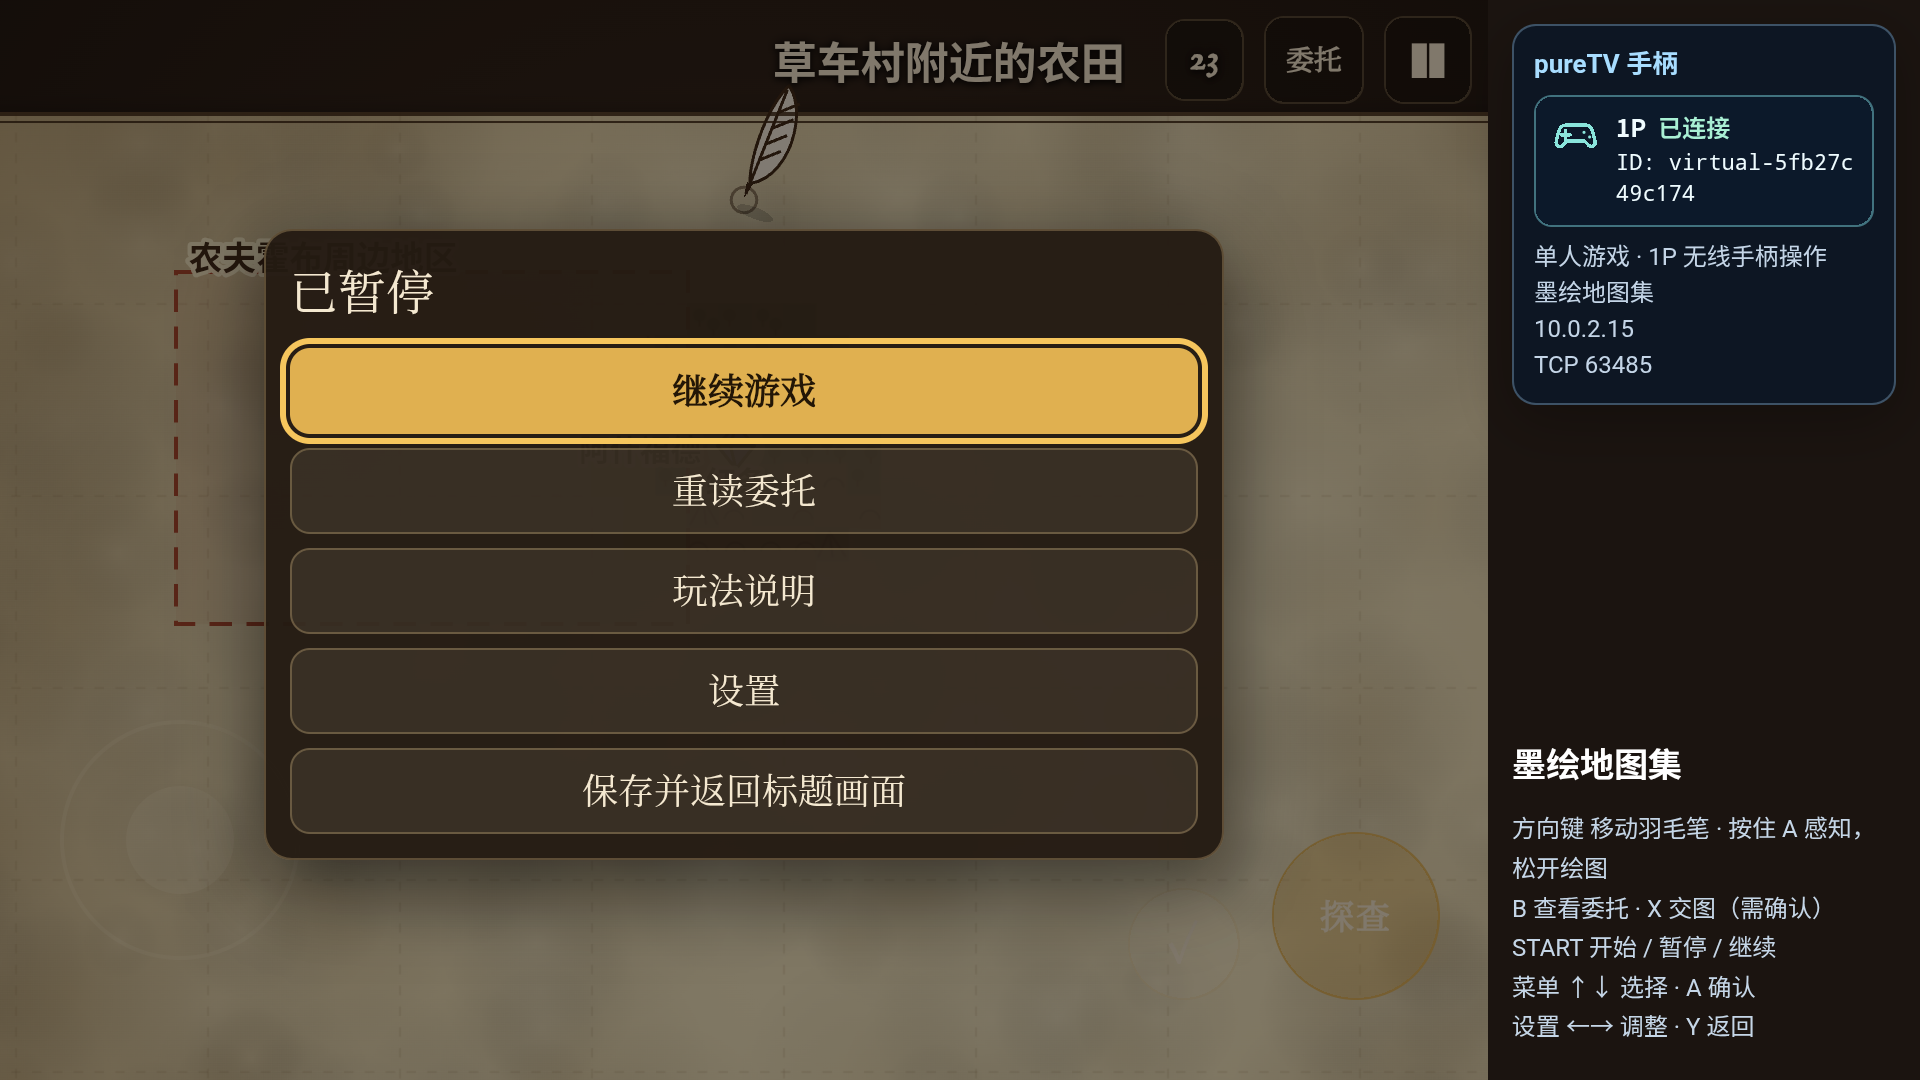 草车村附近的农田
23
委托
农夫霍布周边地区
已暂停
继续游戏
重读委托
玩法说明
设置
保存并返回标题画面
探查
pureTV 手柄
1P 已连接
ID: virtual-5fb27c
49c174
单人游戏 · 1P 无线手柄操作
墨绘地图集
10.0.2.15
TCP 63485
墨绘地图集
方向键 移动羽毛笔 · 按住 A 感知，
松开绘图
B 查看委托 · X 交图（需确认）
START 开始 / 暂停 / 继续
菜单 ↑↓ 选择 · A 确认
设置 ←→ 调整 · Y 返回